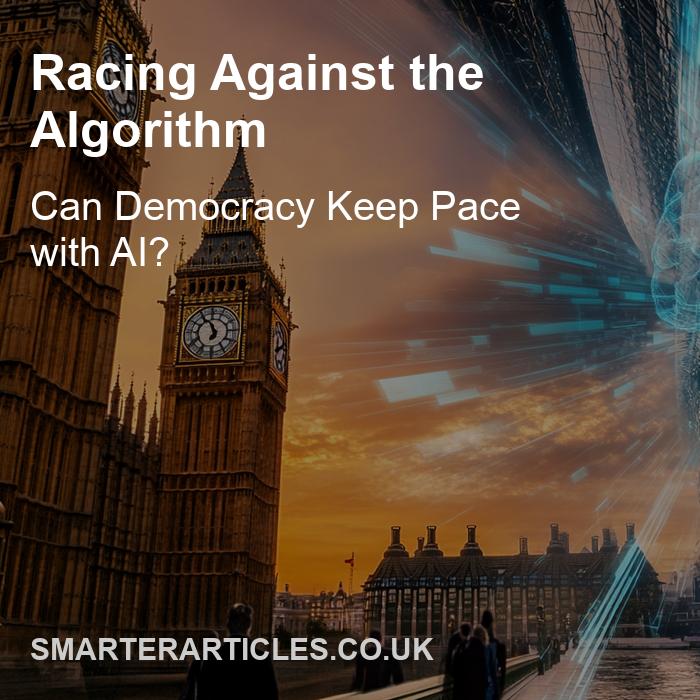 Racing Against the
Algorithm
Can Democracy Keep Pace
with AI?
SMARTERARTICLES.CO.UK